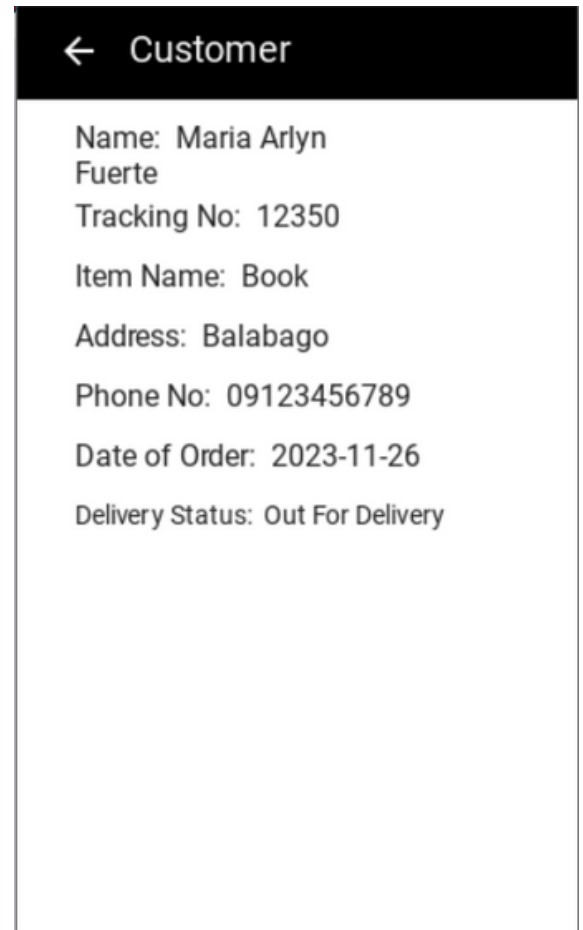 Customer
Name: Maria Arlyn
Fuerte
Tracking No: 12350
Item Name: Book
Address: Balabago
Phone No: 09123456789
Date of Order: 2023-11-26
Delivery Status: Out For Delivery